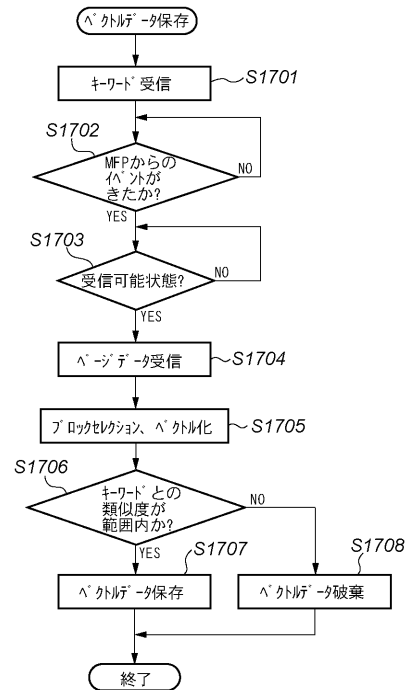 ベクトルデータ保存
キーワード受信
S1701
S1702
MFPからの
イベントが
きたか?
NO
YES
S1703
受信可能状態?
NO
YES
ページデータ受信
S1704
ブロックセレクション、ベクトル化
S1705
S1706
キーワードとの
類似度が
範囲内か?
NO
YES
S1707
S1708
ベクトルデータ保存
ベクトルデータ破棄
終了